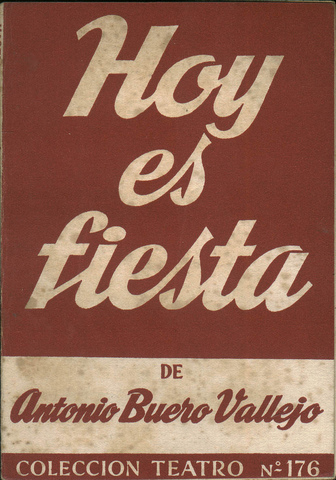 Hoy
es
fiesta
DE
Antonio Buero Vallejo
COLECCION TEATRO Nº 176